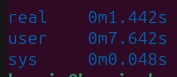 real    0m1.442s
user    0m7.642s
sys     0m0.048s